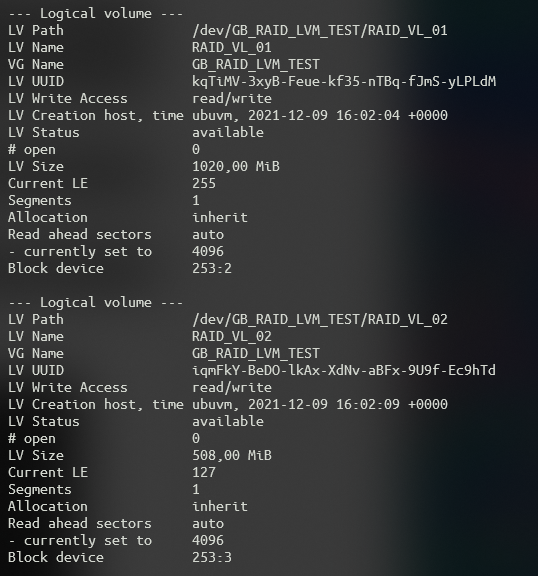 --- Logical volume ---
LV Path /dev/GB_RAID_LVM_TEST/RAID_VL_01
LV Name RAID_VL_01
VG Name GB_RAID_LVM_TEST
LV UUID kqTiMV-3xyB-Feue-kf35-nTBq-fJmS-yLPLdM
LV Write Access read/write
LV Creation host, time ubuvm, 2021-12-09 16:02:04 +0000
LV Status available
# open 0
LV Size 1020,00 MiB
Current LE 255
Segments 1
Allocation inherit
Read ahead sectors auto
- currently set to 4096
Block device 253:2
--- Logical volume ---
LV Path /dev/GB_RAID_LVM_TEST/RAID_VL_02
LV Name RAID_VL_02
VG Name GB_RAID_LVM_TEST
LV UUID iqmFkY-BeDO-lkAx-XdNv-aBFx-9U9f-Ec9hTd
LV Write Access read/write
LV Creation host, time ubuvm, 2021-12-09 16:02:09 +0000
LV Status available
# open 0
LV Size 508,00 MiB
Current LE 127
Segments 1
Allocation inherit
Read ahead sectors auto
- currently set to 4096
Block device 253:3